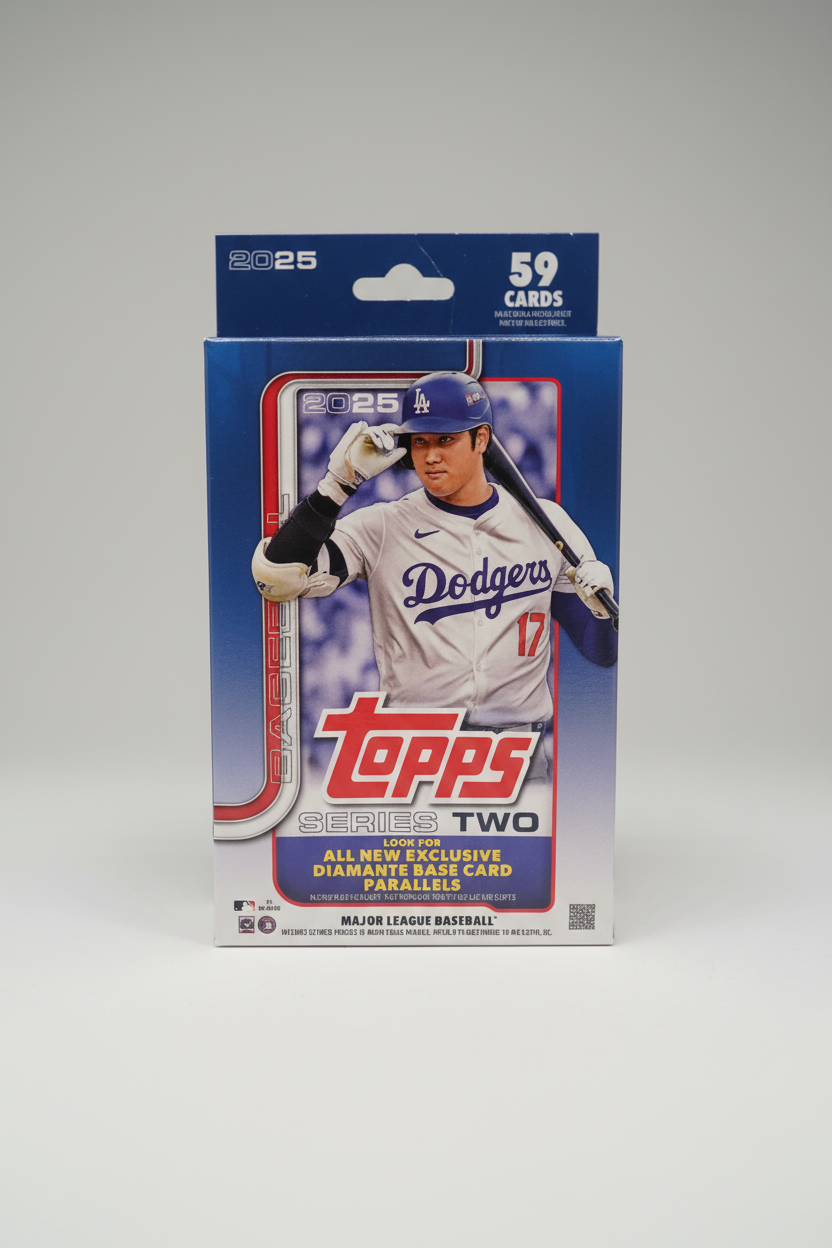 2025
59
CARDS
2025
LA
BASEBALL
Dodgers
17
TOPPS
SERIES TWO
LOOK FOR
ALL NEW EXCLUSIVE
DIAMANTE BASE CARD
PARALLELS
MAJOR LEAGUE BASEBALL